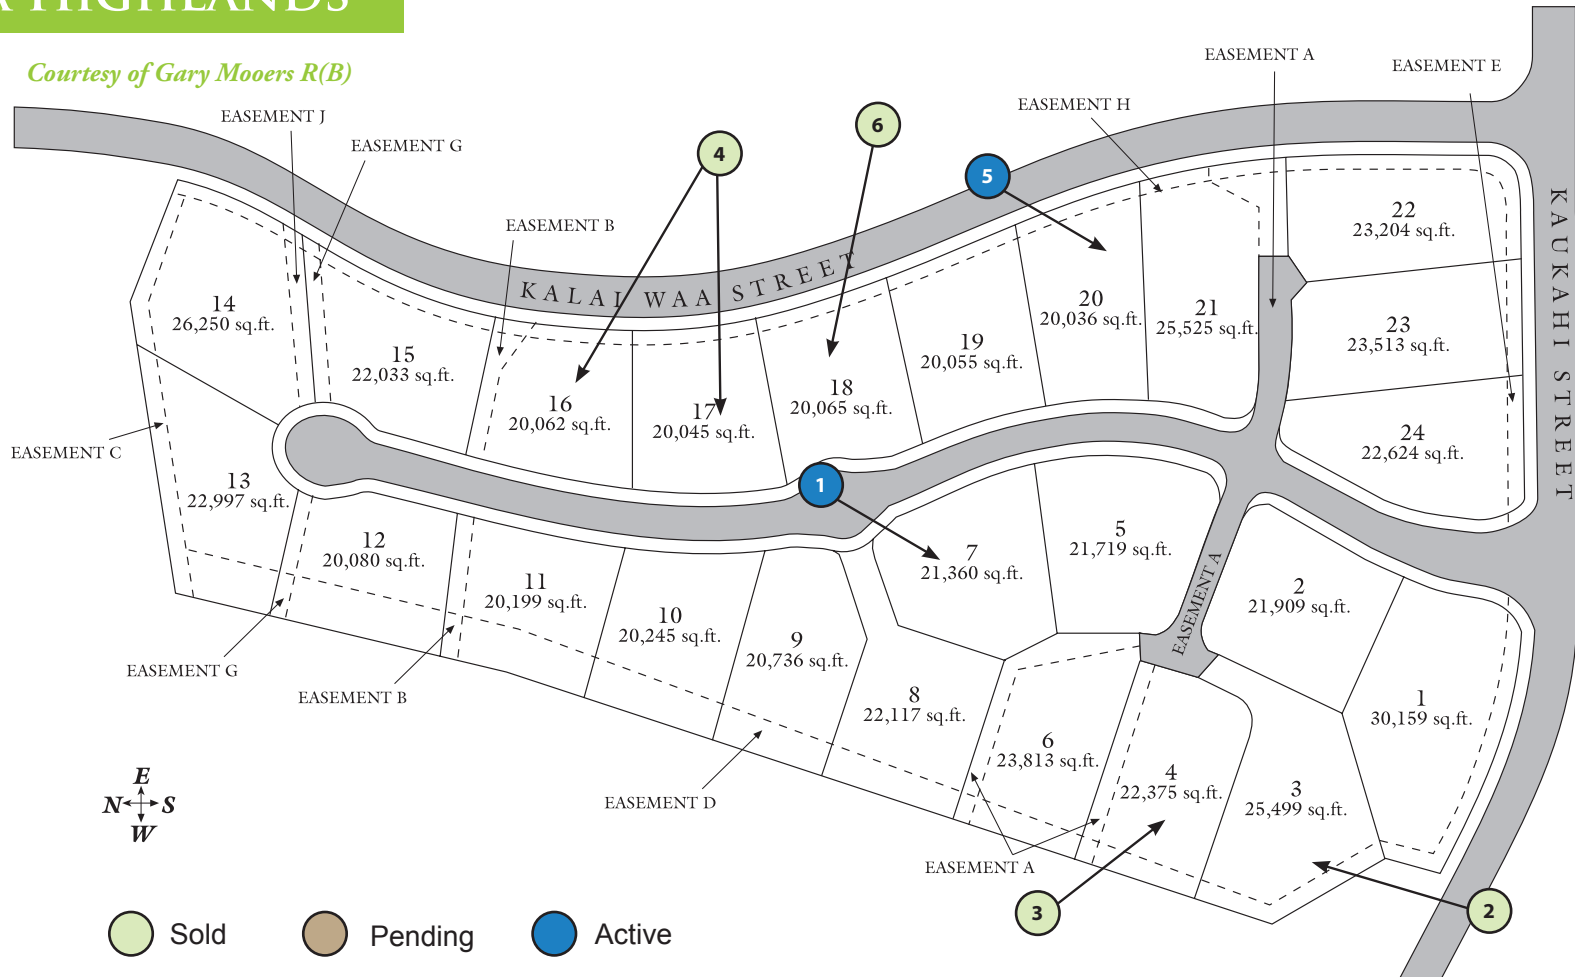 A HIGHLANDS
Courtesy of Gary Mooers R(B)
EASEMENT A
EASEMENT E
EASEMENT H
EASEMENT J
EASEMENT G
EASEMENT B
EASEMENT C
KALAI WAA STREET
KAUKAHI STREET
4
6
5
14
26,250 sq.ft.
15
22,033 sq.ft.
16
20,062 sq.ft.
17
20,045 sq.ft.
18
20,065 sq.ft.
19
20,055 sq.ft.
20
20,036 sq.ft.
21
25,525 sq.ft.
22
23,204 sq.ft.
23
23,513 sq.ft.
24
22,624 sq.ft.
1
13
22,997 sq.ft.
12
20,080 sq.ft.
11
20,199 sq.ft.
10
20,245 sq.ft.
9
20,736 sq.ft.
8
22,117 sq.ft.
7
21,360 sq.ft.
5
21,719 sq.ft.
EASEMENT A
2
21,909 sq.ft.
1
30,159 sq.ft.
6
23,813 sq.ft.
4
22,375 sq.ft.
3
25,499 sq.ft.
EASEMENT G
EASEMENT B
EASEMENT D
EASEMENT A
3
2
E
N S
W
Sold
Pending
Active